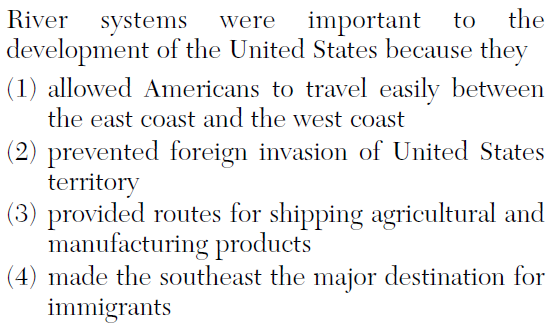 River systems were important to the
development of the United States because they
(1) allowed Americans to travel easily between
the east coast and the west coast
(2) prevented foreign invasion of United States
territory
(3) provided routes for shipping agricultural and
manufacturing products
(4) made the southeast the major destination for
immigrants